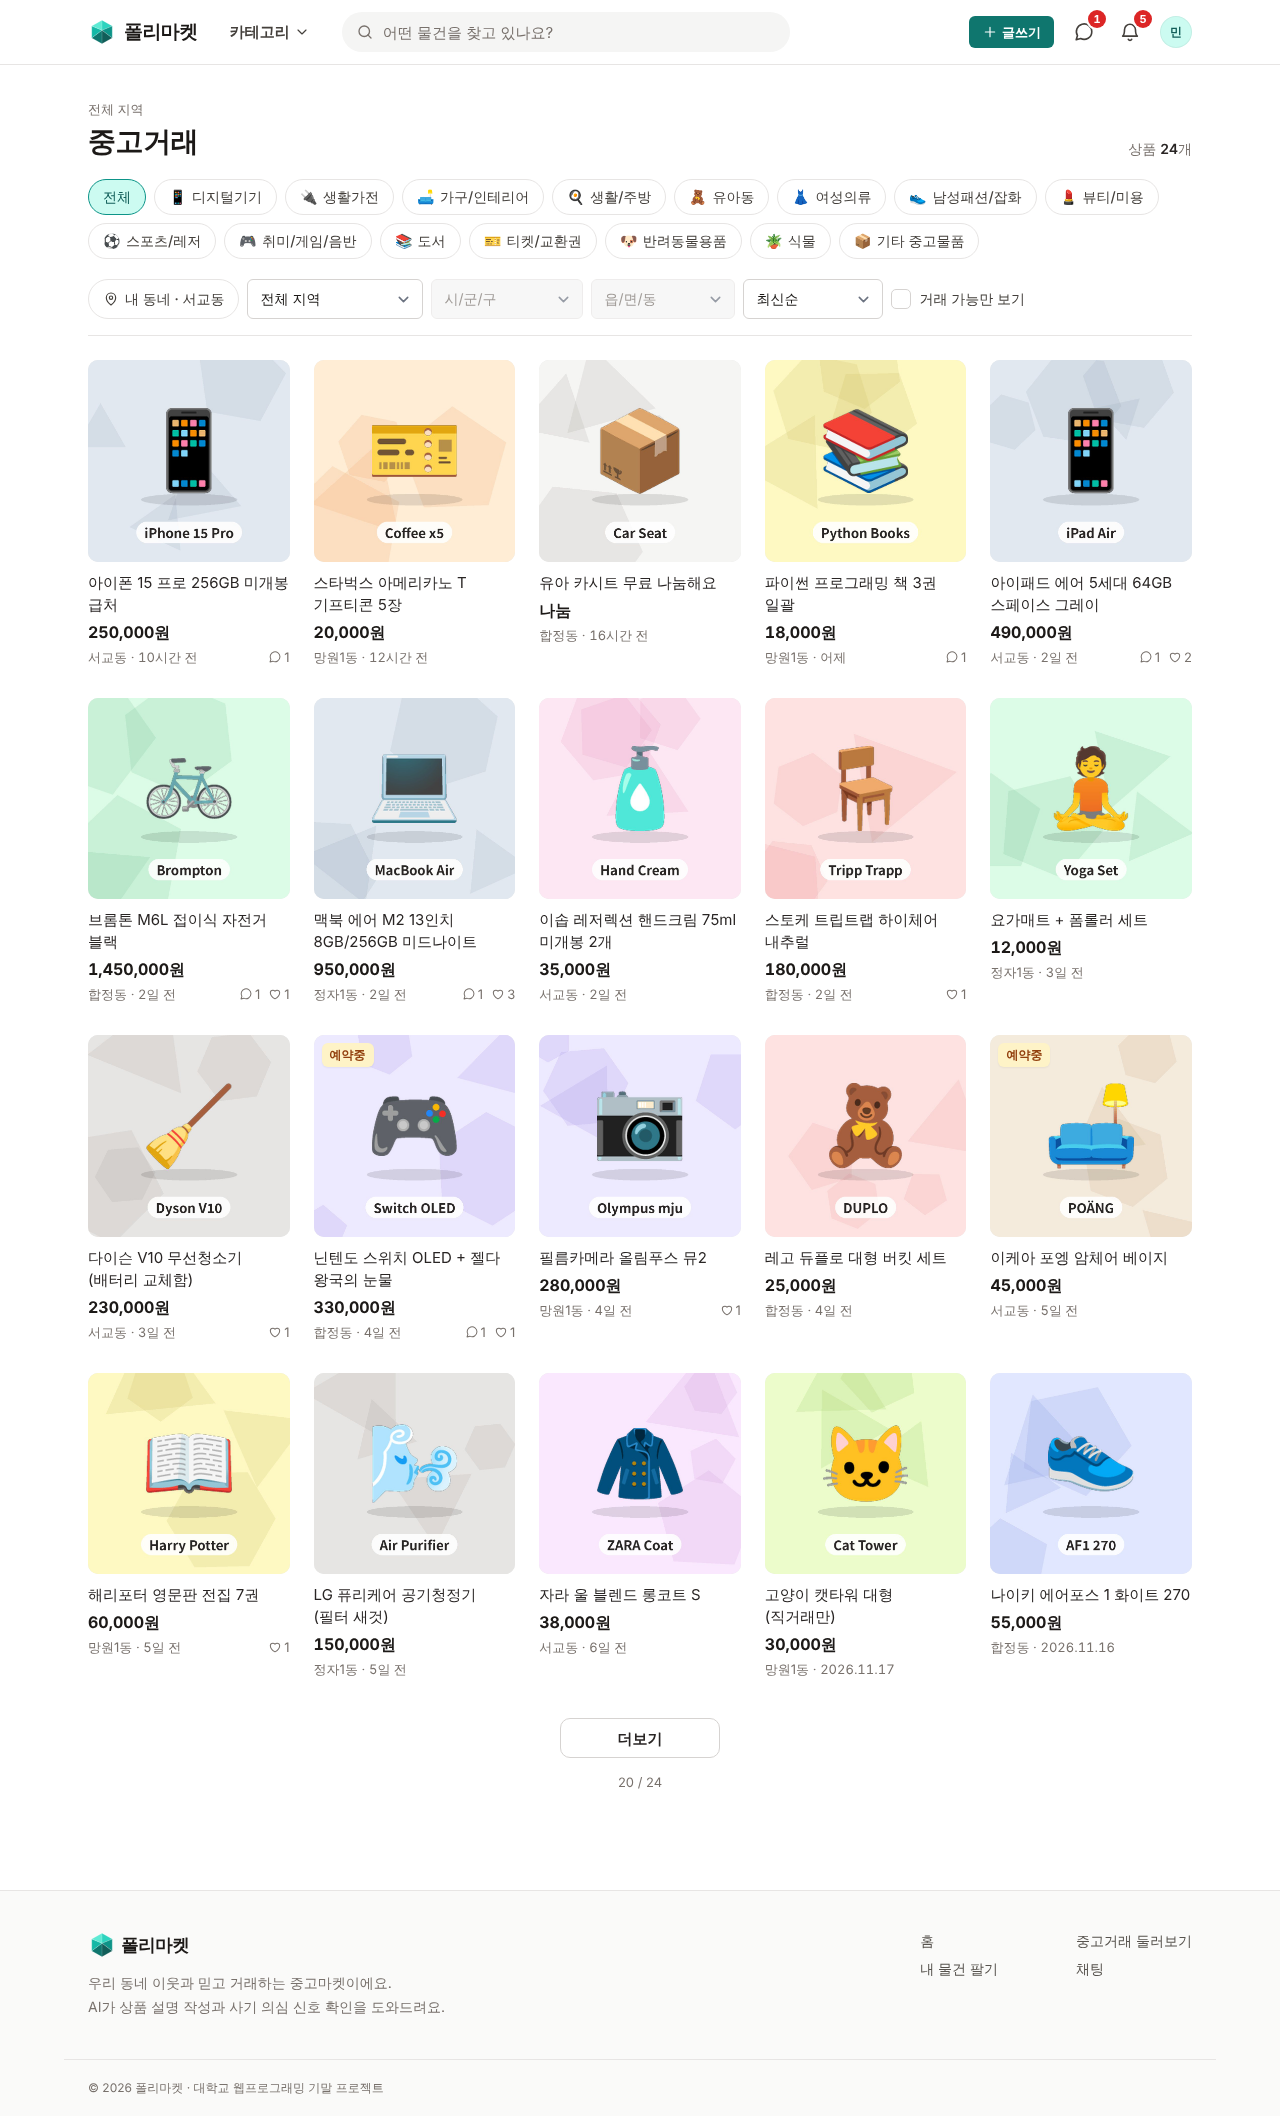 폴리마켓
카테고리
어떤 물건을 찾고 있나요?
글쓰기
1
5
민
전체 지역
중고거래
상품 24개
전체
디지털기기
생활가전
가구/인테리어
생활/주방
유아동
여성의류
남성패션/잡화
뷰티/미용
스포츠/레저
취미/게임/음반
도서
티켓/교환권
반려동물용품
식물
기타 중고물품
내 동네 · 서교동
전체 지역
시/군/구
읍/면/동
최신순
거래 가능만 보기
iPhone 15 Pro
아이폰 15 프로 256GB 미개봉
급처
250,000원
서교동 · 10시간 전
1
Coffee x5
스타벅스 아메리카노 T
기프티콘 5장
20,000원
망원1동 · 12시간 전
Car Seat
유아 카시트 무료 나눔해요
나눔
합정동 · 16시간 전
Python Books
파이썬 프로그래밍 책 3권
일괄
18,000원
망원1동 · 어제
1
iPad Air
아이패드 에어 5세대 64GB
스페이스 그레이
490,000원
서교동 · 2일 전
1 2
Brompton
브롬톤 M6L 접이식 자전거
블랙
1,450,000원
합정동 · 2일 전
1 1
MacBook Air
맥북 에어 M2 13인치
8GB/256GB 미드나이트
950,000원
정자1동 · 2일 전
1 3
Hand Cream
이솝 레저렉션 핸드크림 75ml
미개봉 2개
35,000원
서교동 · 2일 전
Tripp Trapp
스토케 트립트랩 하이체어
내추럴
180,000원
합정동 · 2일 전
1
Yoga Set
요가매트 + 폼롤러 세트
12,000원
정자1동 · 3일 전
Dyson V10
다이슨 V10 무선청소기
(배터리 교체함)
230,000원
서교동 · 3일 전
1
예약중
Switch OLED
닌텐도 스위치 OLED + 젤다
왕국의 눈물
330,000원
합정동 · 4일 전
1 1
Olympus mju
필름카메라 올림푸스 뮤2
280,000원
망원1동 · 4일 전
1
DUPLO
레고 듀플로 대형 버킷 세트
25,000원
합정동 · 4일 전
예약중
POÄNG
이케아 포엥 암체어 베이지
45,000원
서교동 · 5일 전
Harry Potter
해리포터 영문판 전집 7권
60,000원
망원1동 · 5일 전
1
Air Purifier
LG 퓨리케어 공기청정기
(필터 새것)
150,000원
정자1동 · 5일 전
ZARA Coat
자라 울 블렌드 롱코트 S
38,000원
서교동 · 6일 전
Cat Tower
고양이 캣타워 대형
(직거래만)
30,000원
망원1동 · 2026.11.17
AF1 270
나이키 에어포스 1 화이트 270
55,000원
합정동 · 2026.11.16
더보기
20 / 24
폴리마켓
우리 동네 이웃과 믿고 거래하는 중고마켓이에요.
AI가 상품 설명 작성과 사기 의심 신호 확인을 도와드려요.
홈
중고거래 둘러보기
내 물건 팔기
채팅
© 2026 폴리마켓 · 대학교 웹프로그래밍 기말 프로젝트